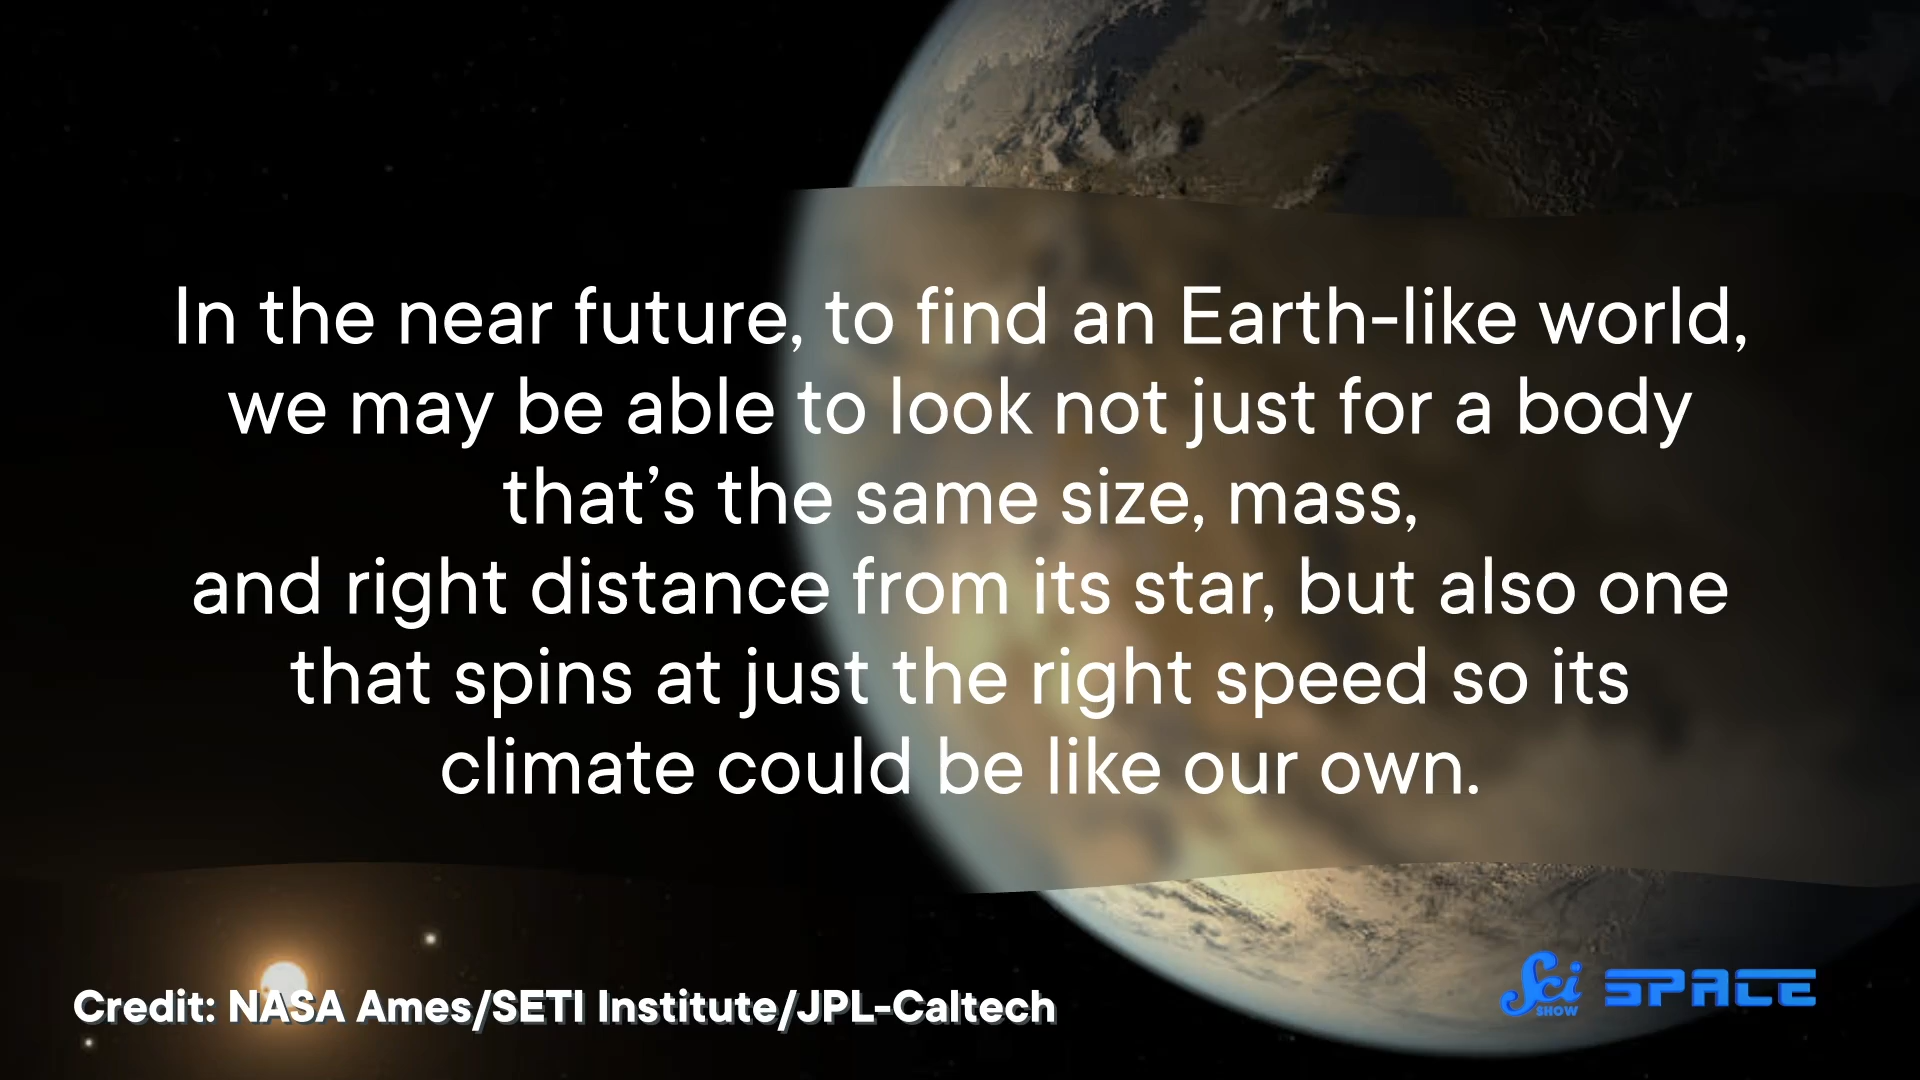 In the near future, to find an Earth-like world,
we may be able to look not just for a body
that’s the same size, mass,
and right distance from its star, but also one
that spins at just the right speed so its
climate could be like our own.
Credit: NASA Ames/SETI Institute/JPL-Caltech
Sci SHOW SPACE